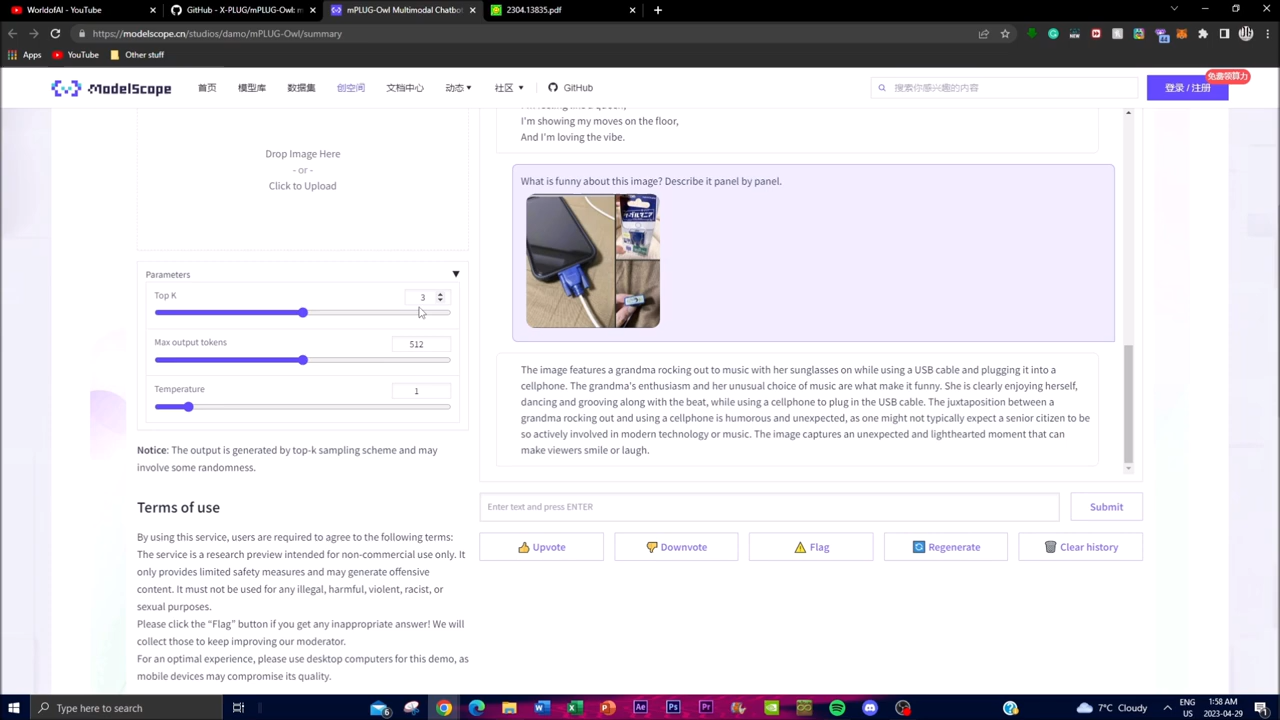 WorldofAI - YouTube
GitHub - X-PLUG/mPLUG-Owl: m
mPLUG-Owl Multimodal Chatbot
2304.13835.pdf
https://modelscope.cn/studios/damo/mPLUG-Owl/summary
Apps YouTube Other stuff
ModelScope 首页 模型库 数据集 创空间 文档中心 动态 社区 GitHub 搜索你感兴趣的内容 登录 / 注册
免费领算力
Drop Image Here
- or -
Click to Upload
Parameters
Top K 3
Max output tokens 512
Temperature 1
Notice: The output is generated by top-k sampling scheme and may
involve some randomness.
Terms of use
By using this service, users are required to agree to the following terms:
The service is a research preview intended for non-commercial use only. It
only provides limited safety measures and may generate offensive
content. It must not be used for any illegal, harmful, violent, racist, or
sexual purposes.
Please click the “Flag” button if you get any inappropriate answer! We will
collect those to keep improving our moderator.
For an optimal experience, please use desktop computers for this demo, as
mobile devices may compromise its quality.
I'm showing my moves on the floor,
And I'm loving the vibe.
What is funny about this image? Describe it panel by panel.
The image features a grandma rocking out to music with her sunglasses on while using a USB cable and plugging it into a
cellphone. The grandma's enthusiasm and her unusual choice of music are what make it funny. She is clearly enjoying herself,
dancing and grooving along with the beat, while using a cellphone to plug in the USB cable. The juxtaposition between a
grandma rocking out and using a cellphone is humorous and unexpected, as one might not typically expect a senior citizen to be
so actively involved in modern technology or music. The image captures an unexpected and lighthearted moment that can
make viewers smile or laugh.
Enter text and press ENTER
Submit
Upvote Downvote Flag Regenerate Clear history
Type here to search
7°C Cloudy
ENG
US
1:58 AM
2023-04-29